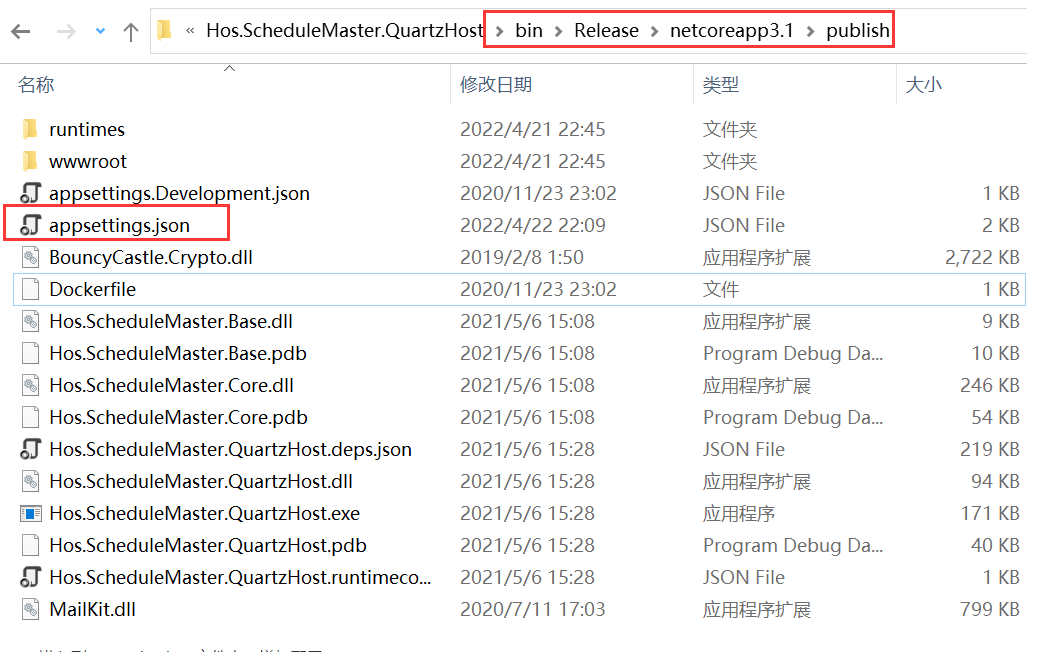 « Hos.ScheduleMaster.QuartzHost > bin > Release > netcoreapp3.1 > publish
名称 修改日期 类型 大小
runtimes 2022/4/21 22:45 文件夹
wwwroot 2022/4/21 22:45 文件夹
appsettings.Development.json 2020/11/23 23:02 JSON File 1 KB
appsettings.json 2022/4/22 22:09 JSON File 2 KB
BouncyCastle.Crypto.dll 2019/2/8 1:50 应用程序扩展 2,722 KB
Dockerfile 2020/11/23 23:02 文件 1 KB
Hos.ScheduleMaster.Base.dll 2021/5/6 15:08 应用程序扩展 9 KB
Hos.ScheduleMaster.Base.pdb 2021/5/6 15:08 Program Debug Da... 10 KB
Hos.ScheduleMaster.Core.dll 2021/5/6 15:08 应用程序扩展 246 KB
Hos.ScheduleMaster.Core.pdb 2021/5/6 15:08 Program Debug Da... 54 KB
Hos.ScheduleMaster.QuartzHost.deps.json 2021/5/6 15:28 JSON File 219 KB
Hos.ScheduleMaster.QuartzHost.dll 2021/5/6 15:28 应用程序扩展 94 KB
Hos.ScheduleMaster.QuartzHost.exe 2021/5/6 15:28 应用程序 171 KB
Hos.ScheduleMaster.QuartzHost.pdb 2021/5/6 15:28 Program Debug Da... 40 KB
Hos.ScheduleMaster.QuartzHost.runtimeco... 2021/5/6 15:28 JSON File 1 KB
MailKit.dll 2020/7/11 17:03 应用程序扩展 799 KB